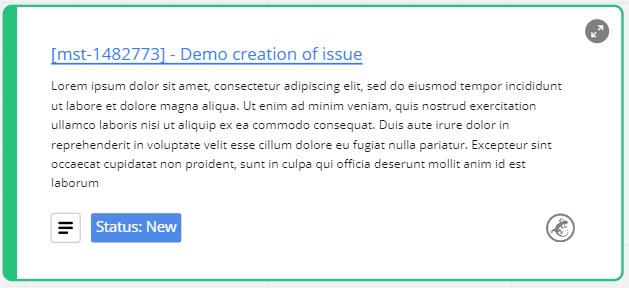 [mst-1482773] - Demo creation of issue
Lorem ipsum dolor sit amet, consectetur adipiscing elit, sed do eiusmod tempor incididunt
ut labore et dolore magna aliqua. Ut enim ad minim veniam, quis nostrud exercitation
ullamco laboris nisi ut aliquip ex ea commodo consequat. Duis aute irure dolor in
reprehenderit in voluptate velit esse cillum dolore eu fugiat nulla pariatur. Excepteur sint
occaecat cupidatat non proident, sunt in culpa qui officia deserunt mollit anim id est
laborum
Status: New